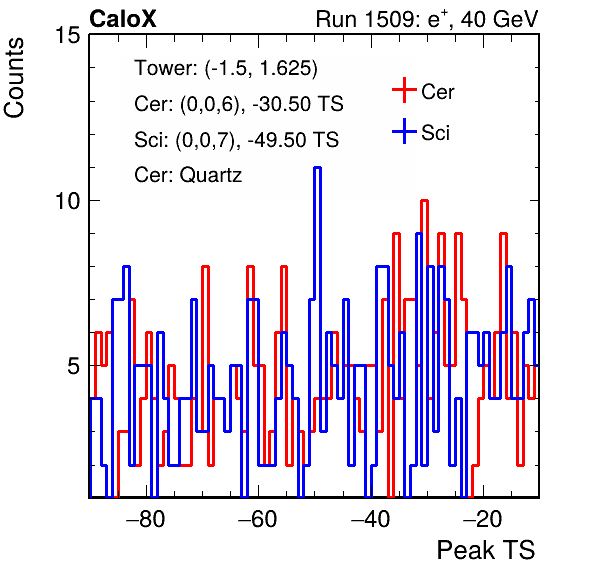 CaloX Run 1509: e⁺, 40 GeV
Counts
15
10
5
Tower: (-1.5, 1.625)
Cer: (0,0,6), -30.50 TS
Sci: (0,0,7), -49.50 TS
Cer: Quartz
Cer
Sci
−80 −60 −40 −20
Peak TS